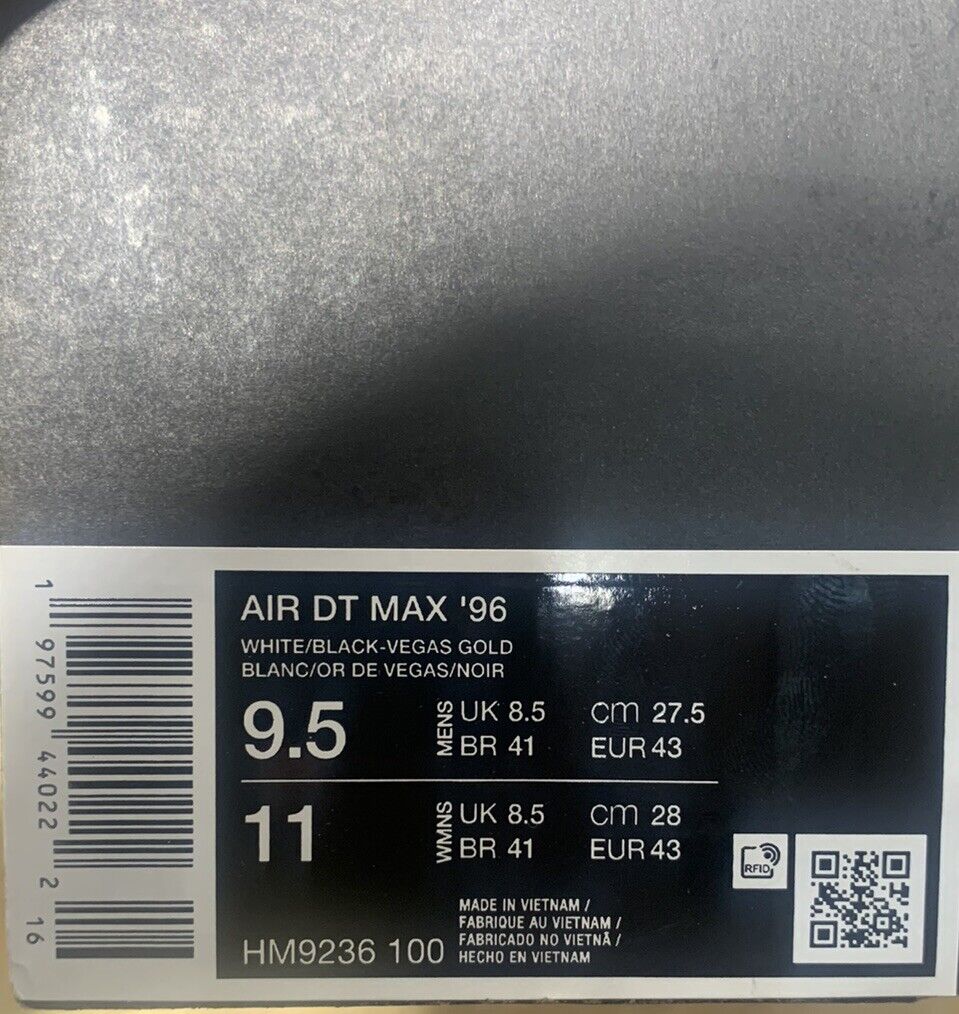 AIR DT MAX '96
WHITE/BLACK-VEGAS GOLD
BLANC/OR DE VEGAS/NOIR
9.5 MENS UK 8.5 cm 27.5
BR 41 EUR 43
11 WMNS UK 8.5 cm 28
BR 41 EUR 43
RFID
MADE IN VIETNAM /
FABRIQUE AU VIETNAM /
FABRICADO NO VIETNÃ /
HECHO EN VIETNAM
HM9236 100
1 97599 44022 2 16